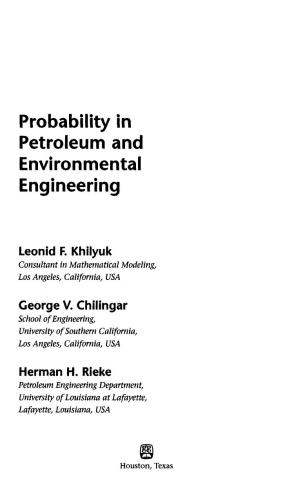 Probability in
Petroleum and
Environmental
Engineering
Leonid F. Khilyuk
Consultant in Mathematical Modeling,
Los Angeles, California, USA
George V. Chilingar
School of Engineering,
University of Southern California,
Los Angeles, California, USA
Herman H. Rieke
Petroleum Engineering Department,
University of Louisiana at Lafayette,
Lafayette, Louisiana, USA
Houston, Texas